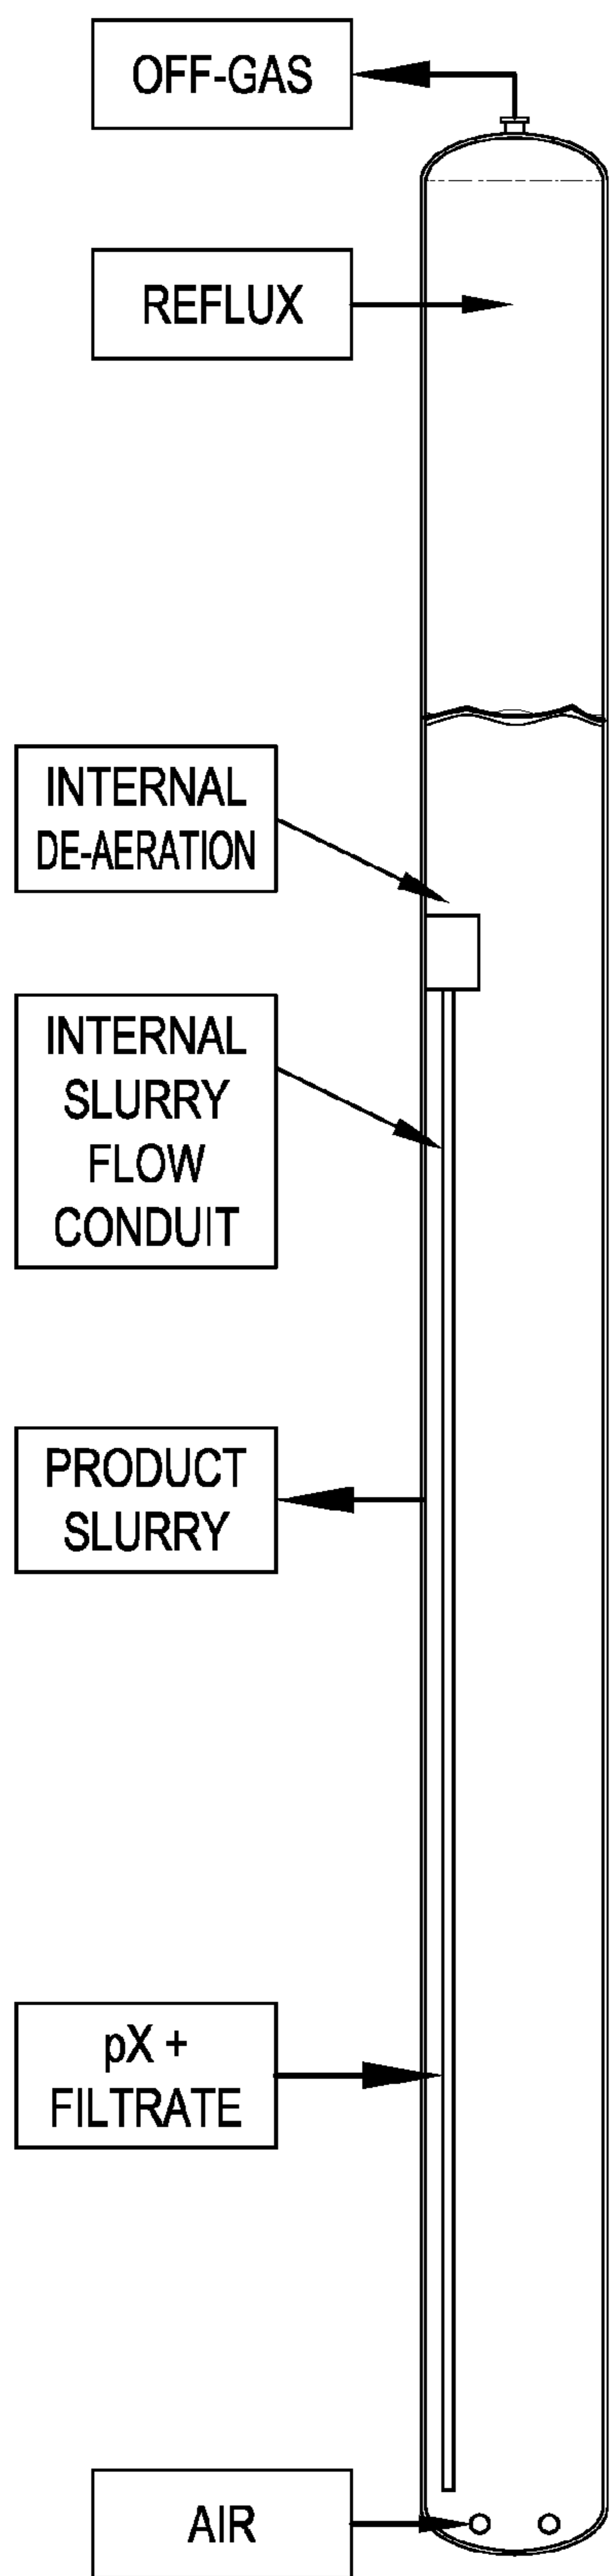 OFF-GAS
REFLUX
INTERNAL
DE-AERATION
INTERNAL
SLURRY
FLOW
CONDUIT
PRODUCT
SLURRY
pX +
FILTRATE
AIR